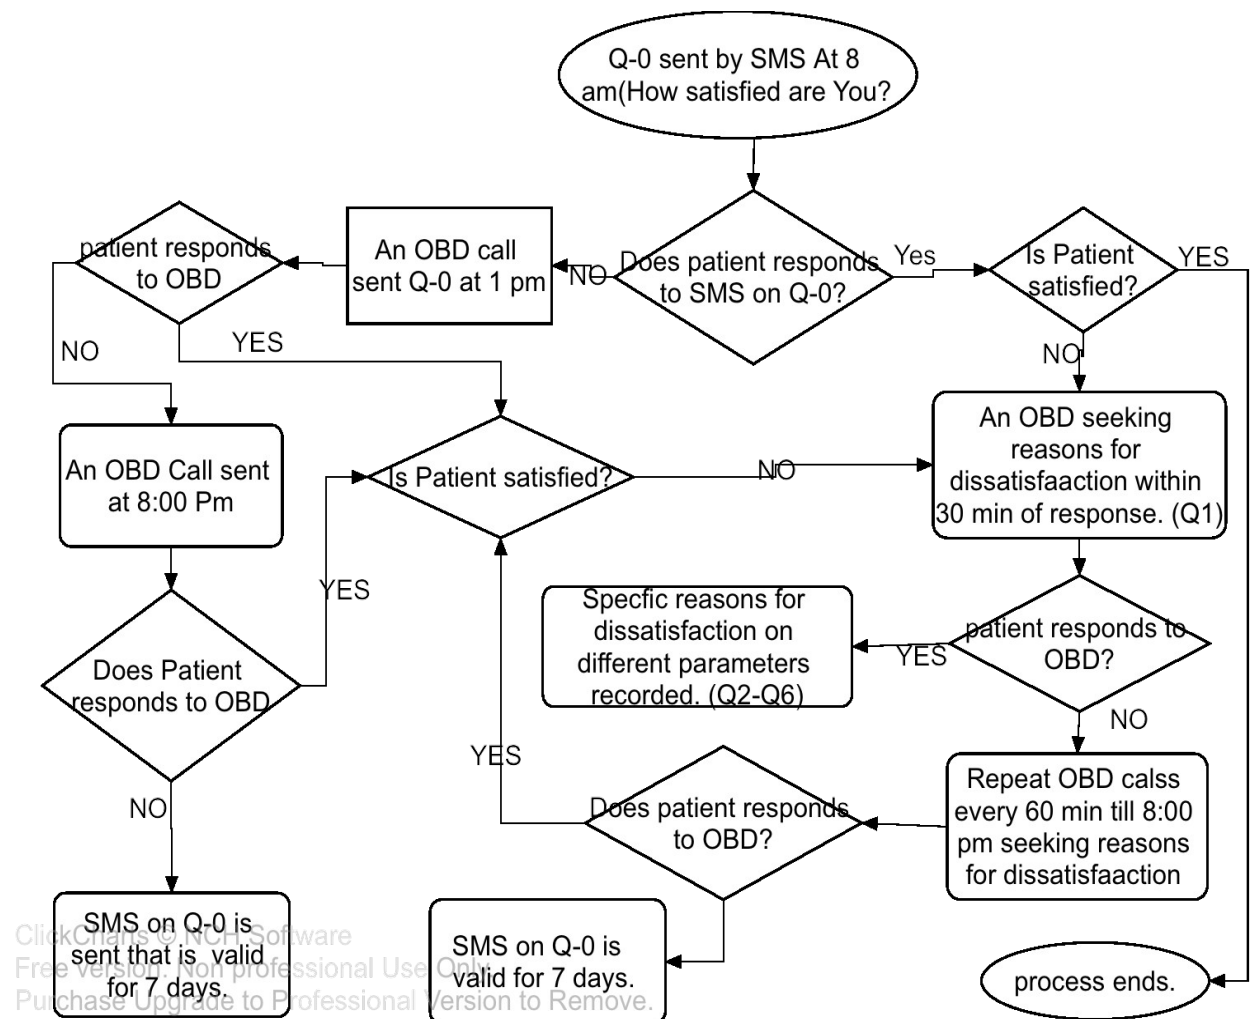 Q-0 sent by SMS At 8
am(How satisfied are You?
patient responds
to OBD
An OBD call
sent Q-0 at 1 pm
NO
Does patient responds
to SMS on Q-0?
Yes
Is Patient
satisfied?
YES
NO
YES
NO
An OBD Call sent
at 8:00 Pm
Is Patient satisfied?
NO
An OBD seeking
reasons for
dissatisfaaction within
30 min of response. (Q1)
YES
Specfic reasons for
dissatisfaction on
different parameters
recorded. (Q2-Q6)
YES
patient responds to
OBD?
NO
Does Patient
responds to OBD
NO
YES
Does patient responds
to OBD?
Repeat OBD calss
every 60 min till 8:00
pm seeking reasons
for dissatisfaaction
SMS on Q-0 is
sent that is valid
for 7 days.
SMS on Q-0 is
valid for 7 days.
process ends.
ClickCharts © NCH Software
Free version. Non professional Use Only.
Purchase Upgrade to Professional Version to Remove.